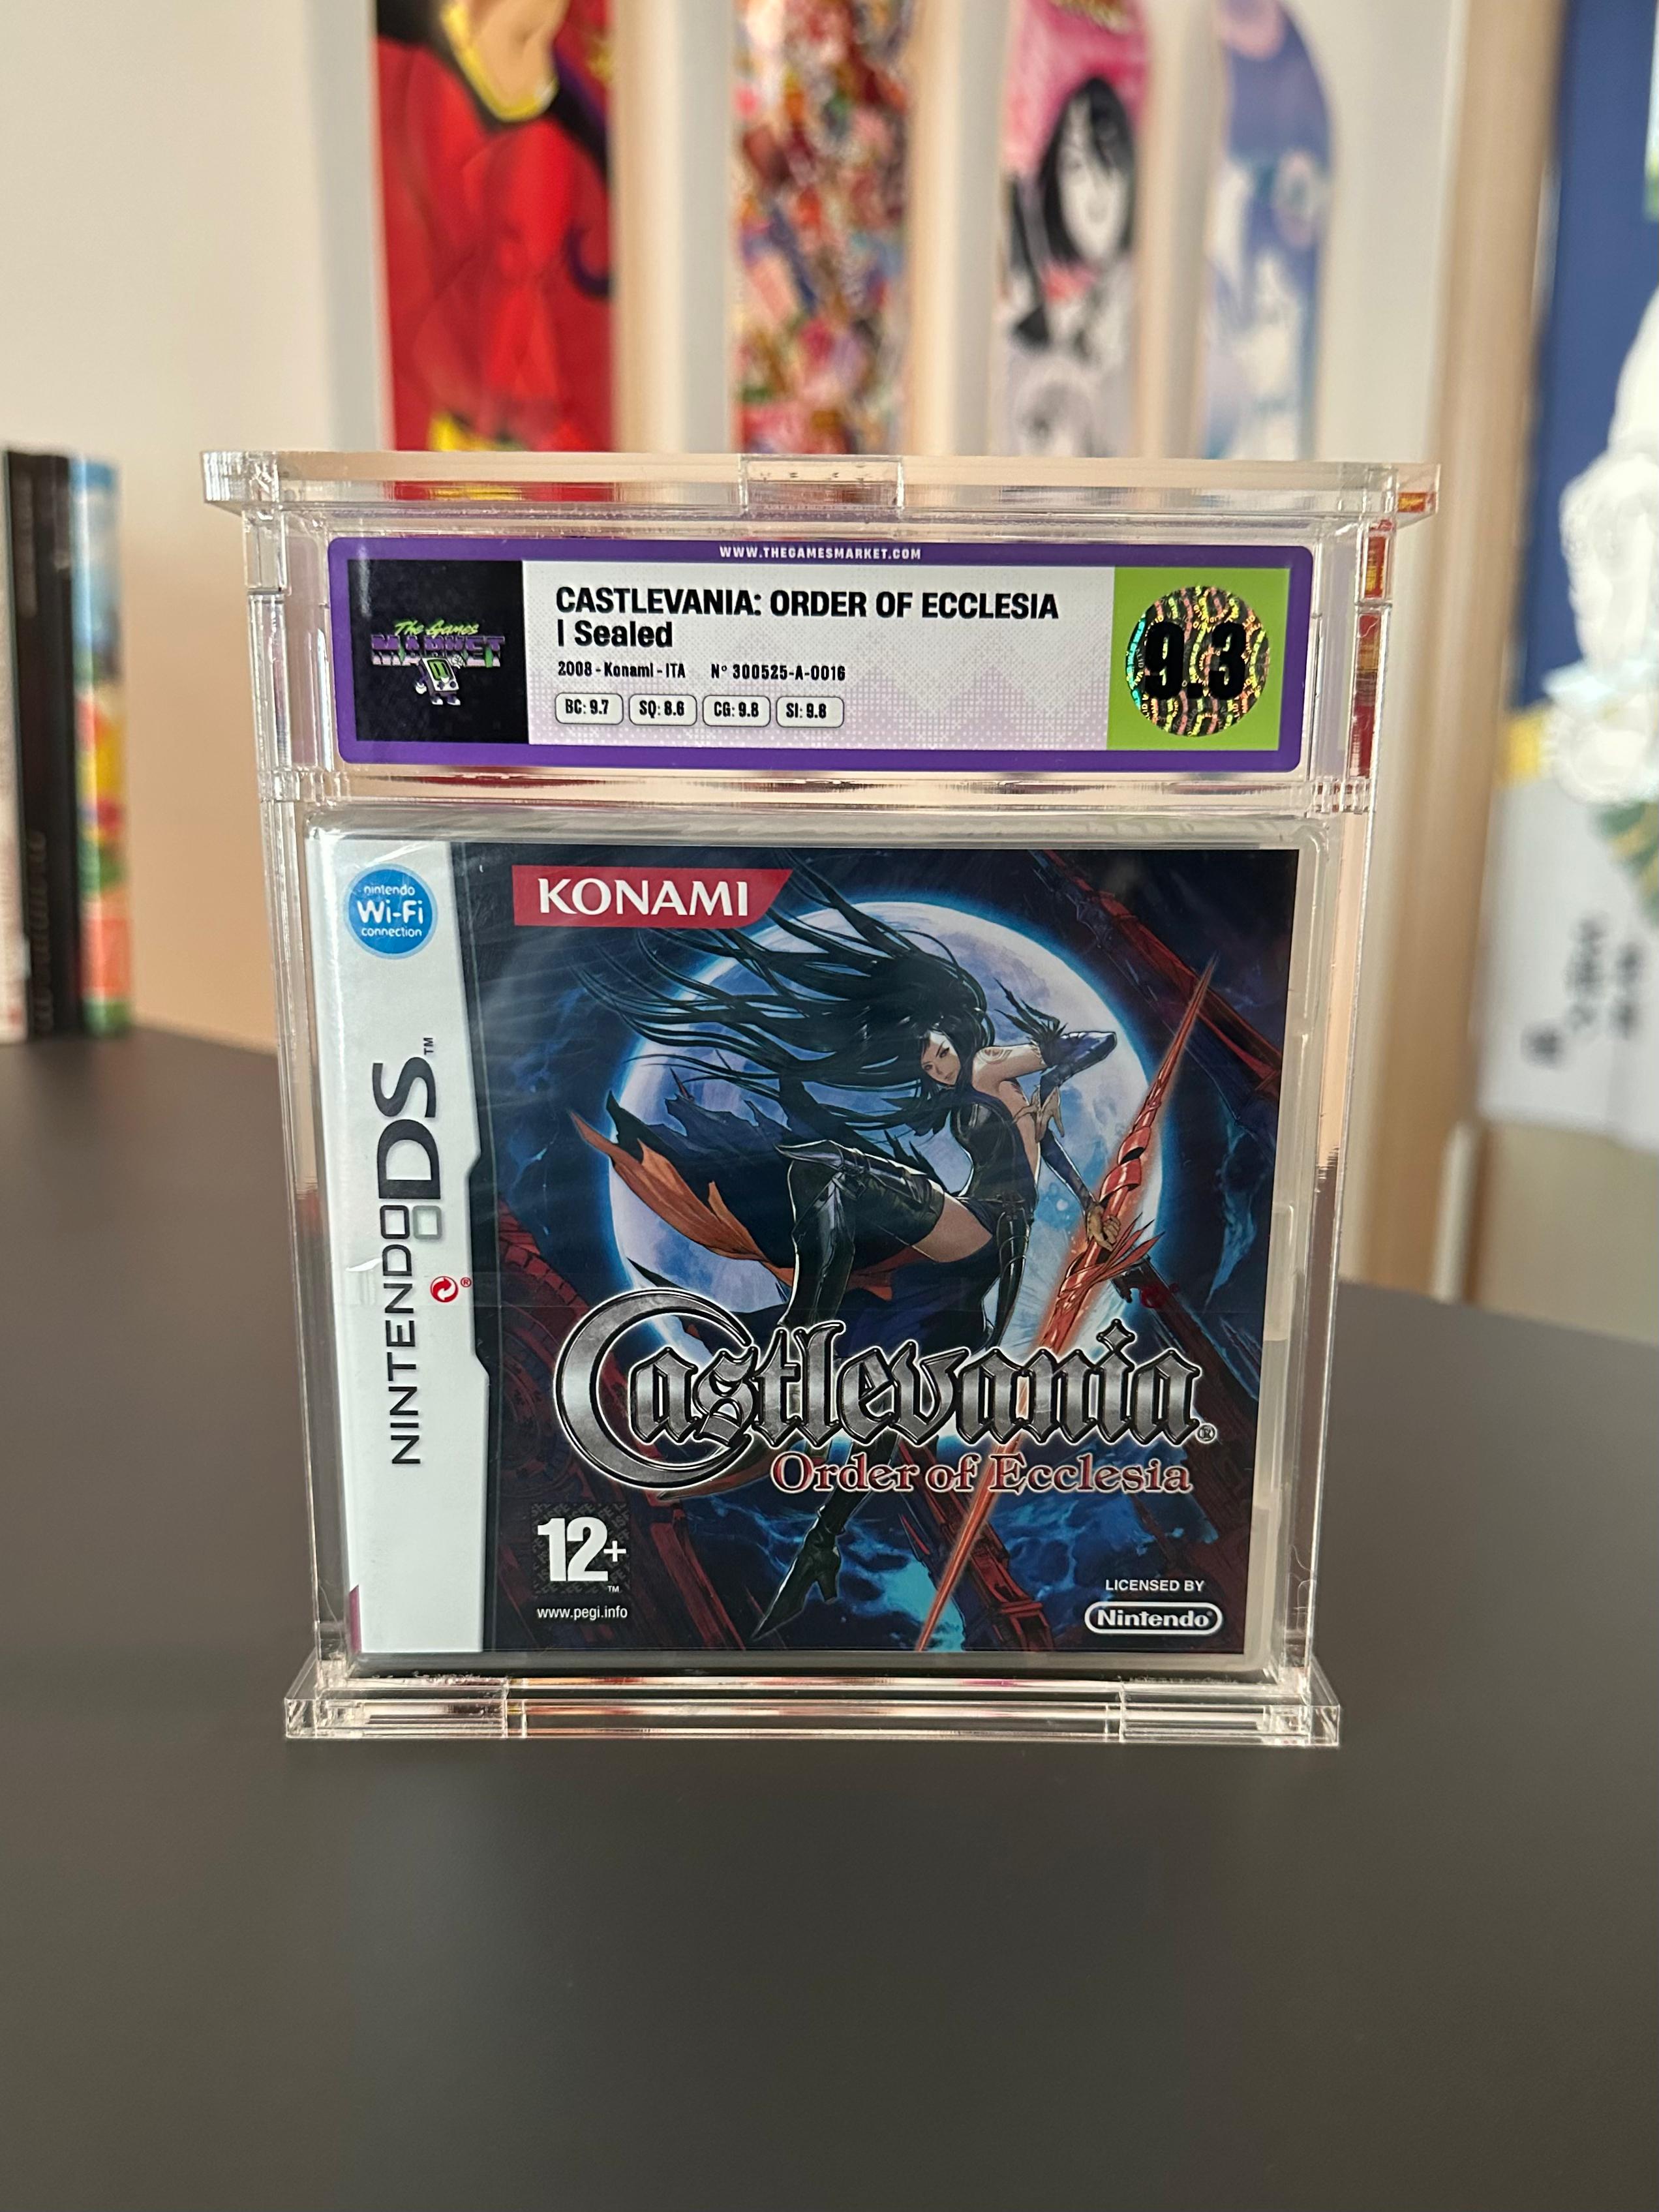 WWW.THEGAMESMARKET.COM
The Games
MARKET
CASTLEVANIA: ORDER OF ECCLESIA
| Sealed
2008 - Konami - ITA N° 300525-A-0016
BC: 9.7 SQ: 8.6 CG: 9.8 SI: 9.8
9.3
nintendo
Wi-Fi
connection
KONAMI
NINTENDO DS™
®
Castlevania®
Order of Ecclesia
12+
™
www.pegi.info
LICENSED BY
Nintendo®